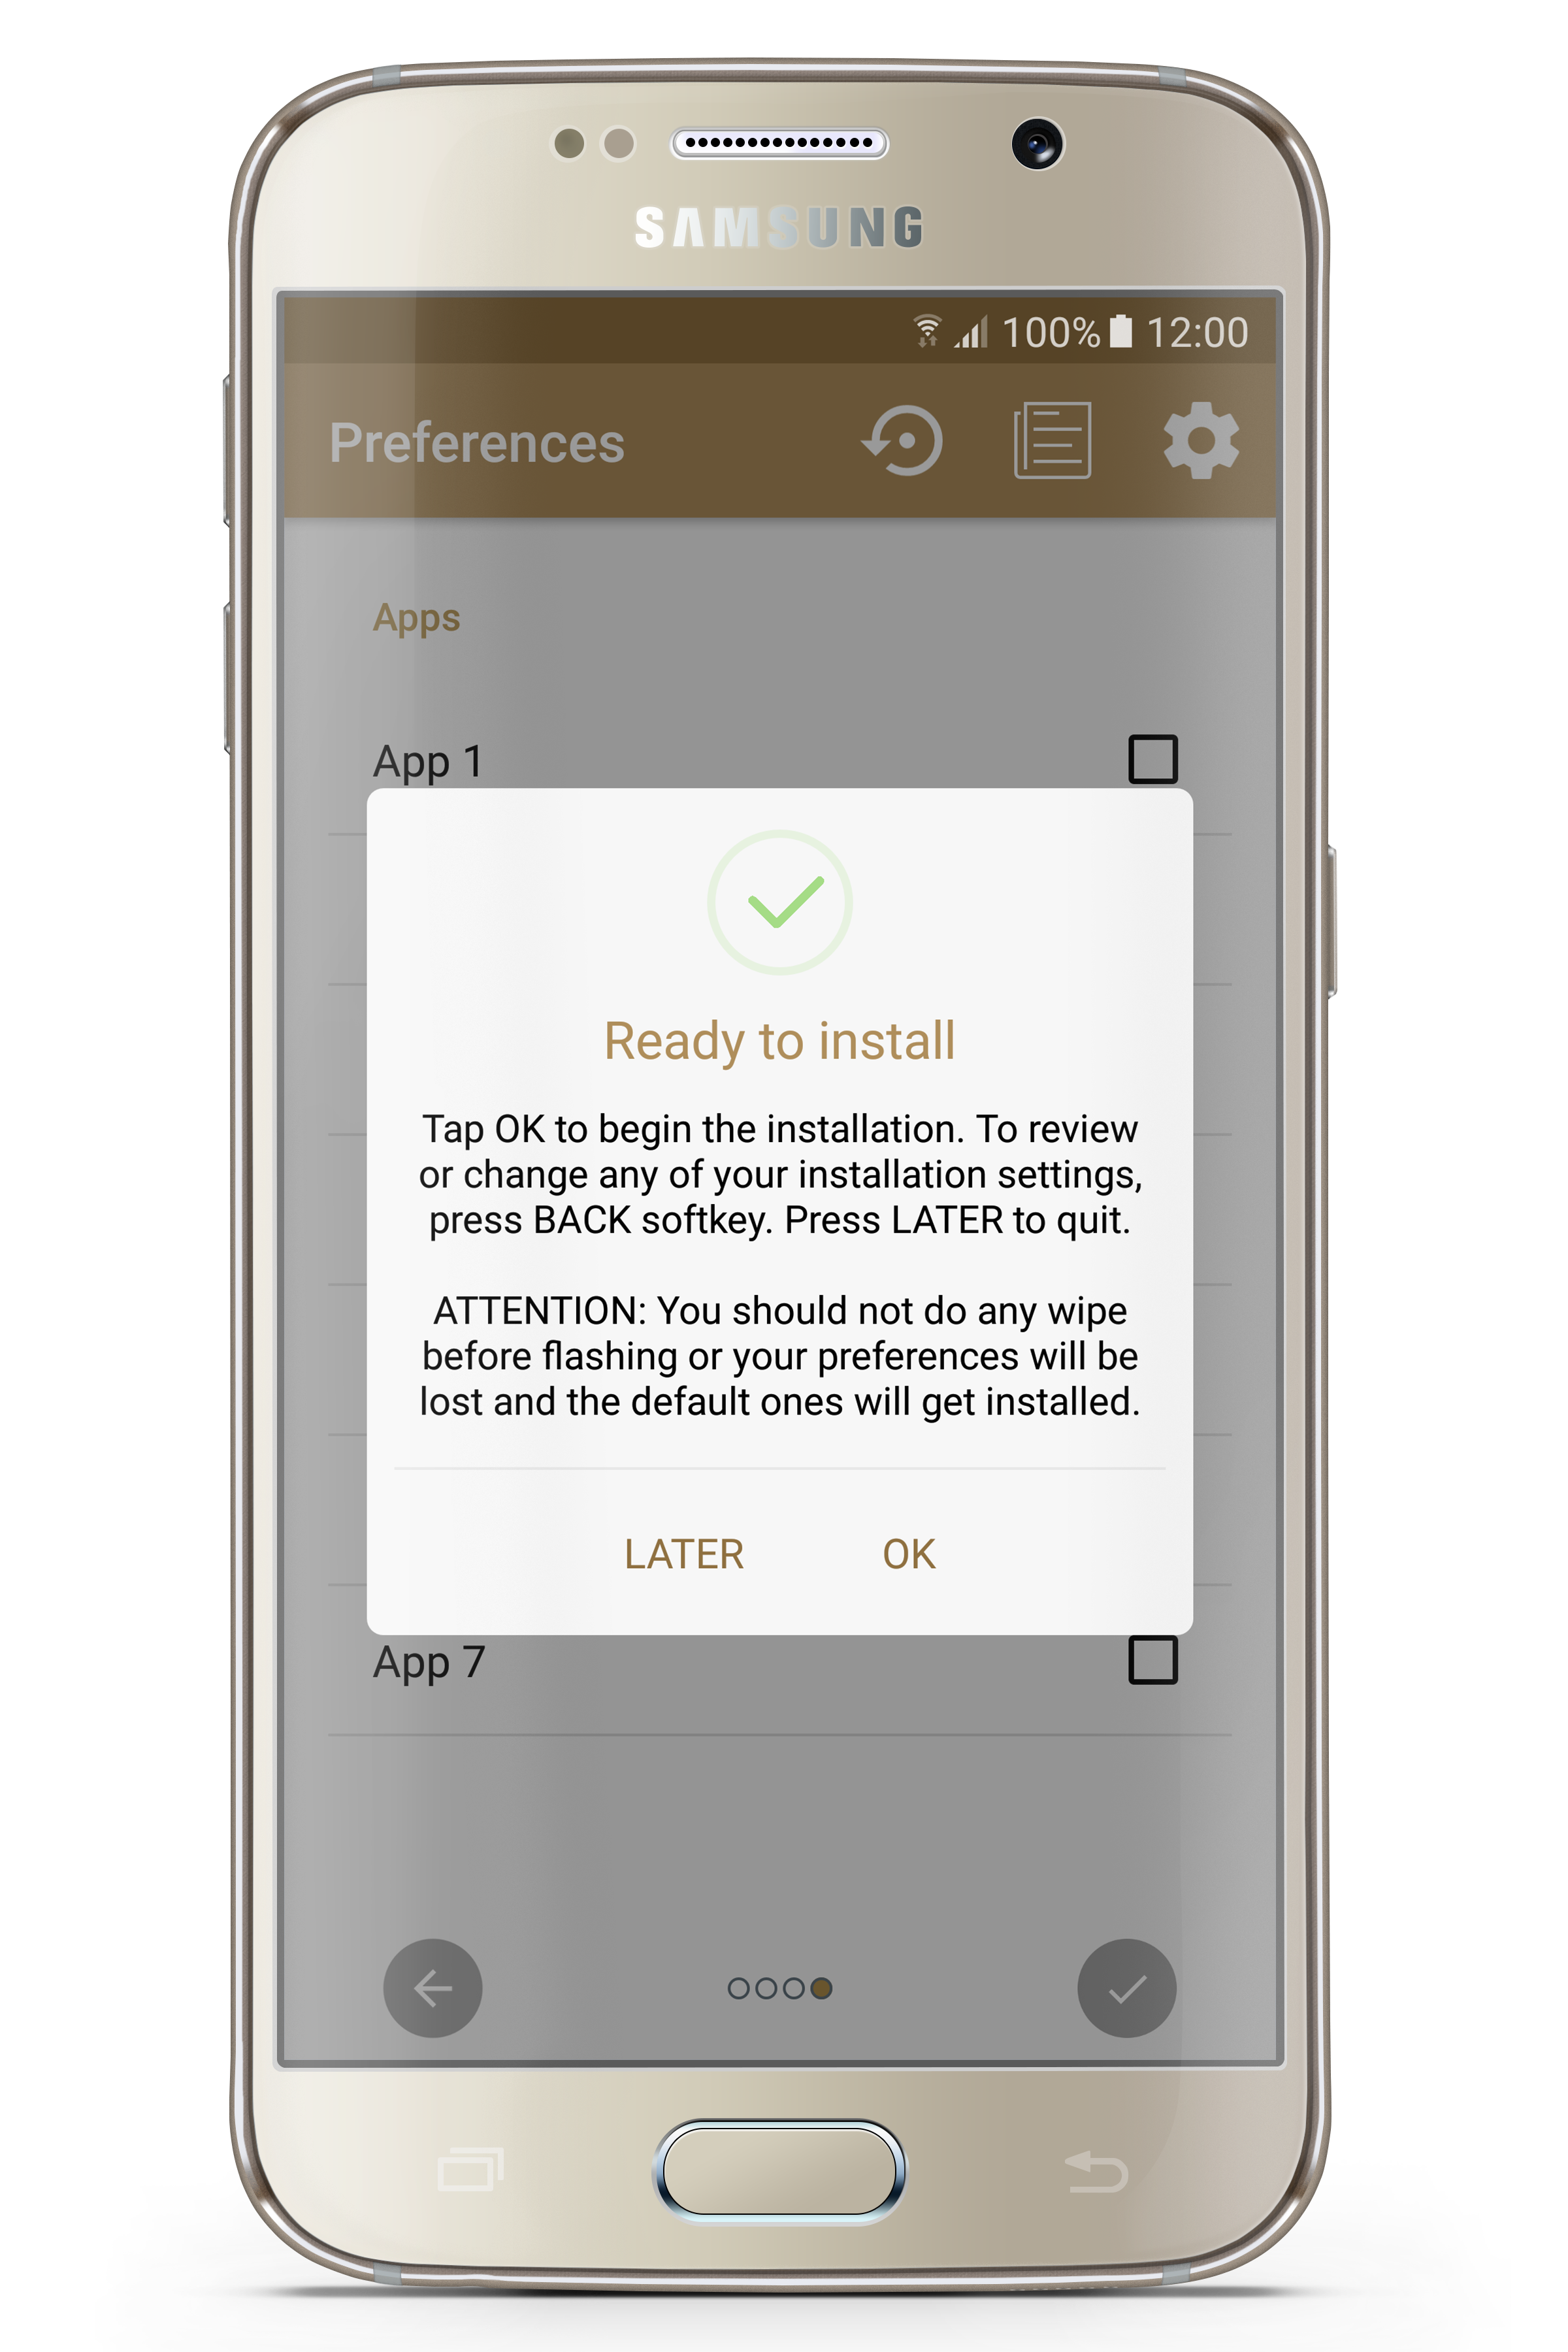 SAMSUNG
100% 12:00
Preferences
Apps
App 1
Ready to install
Tap OK to begin the installation. To review
or change any of your installation settings,
press BACK softkey. Press LATER to quit.
ATTENTION: You should not do any wipe
before flashing or your preferences will be
lost and the default ones will get installed.
LATER OK
App 7